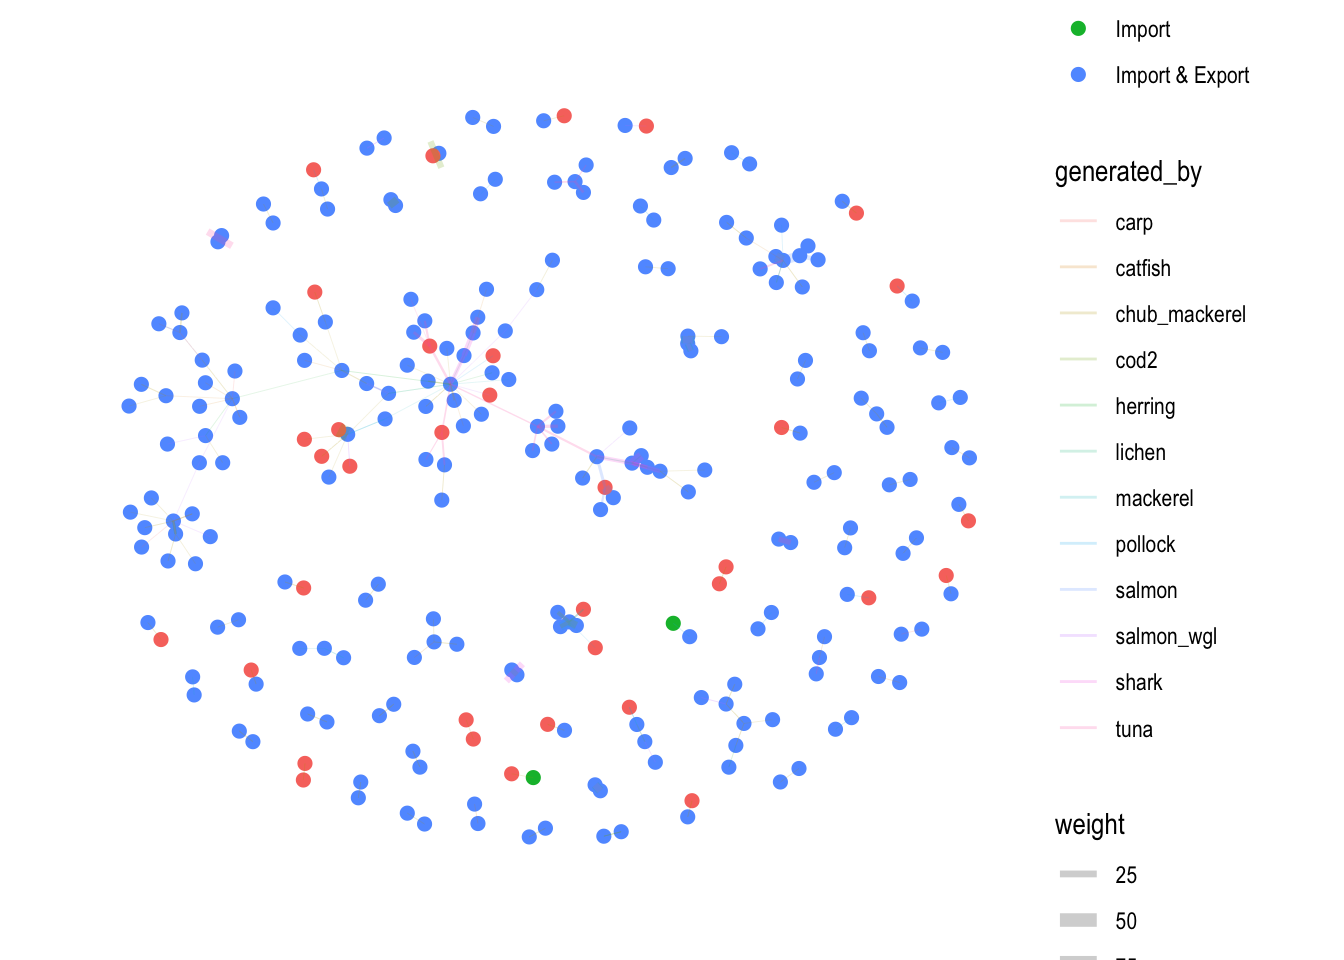 Import
Import & Export
generated_by
carp
catfish
chub_mackerel
cod2
herring
lichen
mackerel
pollock
salmon
salmon_wgl
shark
tuna
weight
25
50